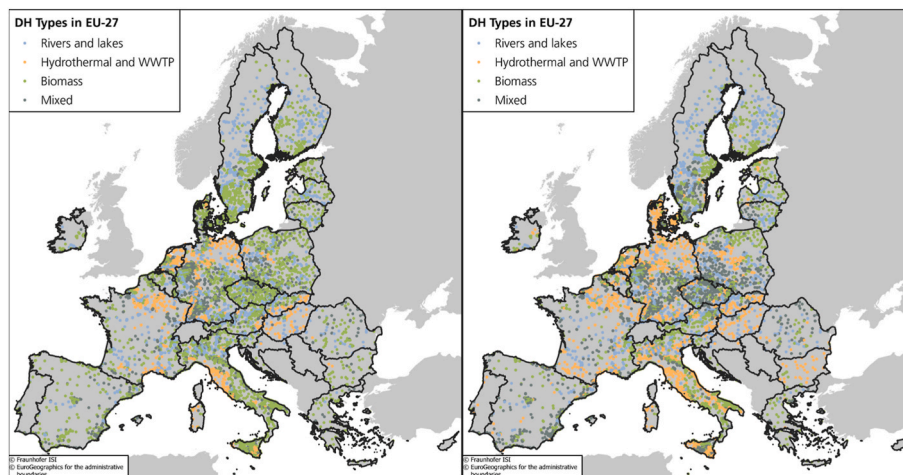 DH Types in EU-27
Rivers and lakes
Hydrothermal and WWTP
Biomass
Mixed
© Fraunhofer ISI
© EuroGeographics for the administrative
boundaries
DH Types in EU-27
Rivers and lakes
Hydrothermal and WWTP
Biomass
Mixed
© Fraunhofer ISI
© EuroGeographics for the administrative
boundaries